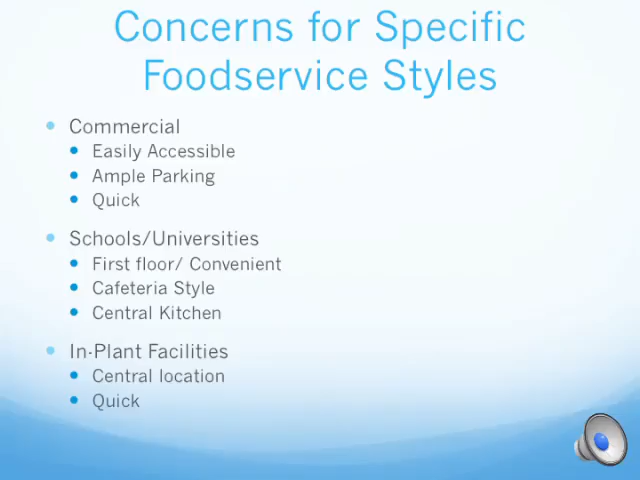 Concerns for Specific
Foodservice Styles
Commercial
Easily Accessible
Ample Parking
Quick
Schools/Universities
First floor/ Convenient
Cafeteria Style
Central Kitchen
In-Plant Facilities
Central location
Quick